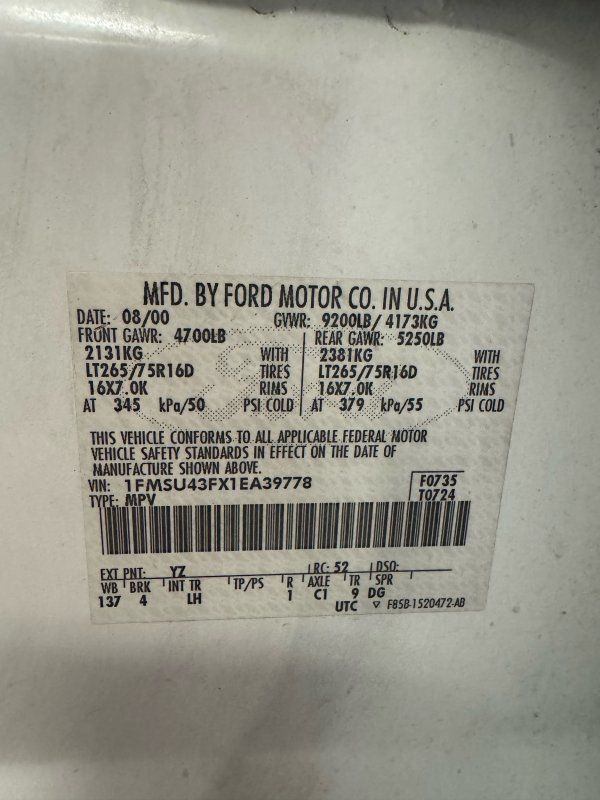 MFD. BY FORD MOTOR CO. IN U.S.A.
DATE: 08/00 GVWR: 9200LB/ 4173KG
FRONT GAWR: 4700LB REAR GAWR: 5250LB
2131KG WITH 2381KG WITH
LT265/75R16D TIRES LT265/75R16D TIRES
16X7.0K RIMS 16X7.0K RIMS
AT 345 kPa/50 PSI COLD AT 379 kPa/55 PSI COLD
THIS VEHICLE CONFORMS TO ALL APPLICABLE FEDERAL MOTOR
VEHICLE SAFETY STANDARDS IN EFFECT ON THE DATE OF
MANUFACTURE SHOWN ABOVE.
VIN: 1FMSU43FX1EA39778 F0735
TYPE: MPV T0724
EXT PNT: YZ RC: 52 DSO:
WB BRK INT TR TP/PS R AXLE TR SPR
137 4 LH 1 C1 9 DG
UTC ▽ F85B-1520472-AB